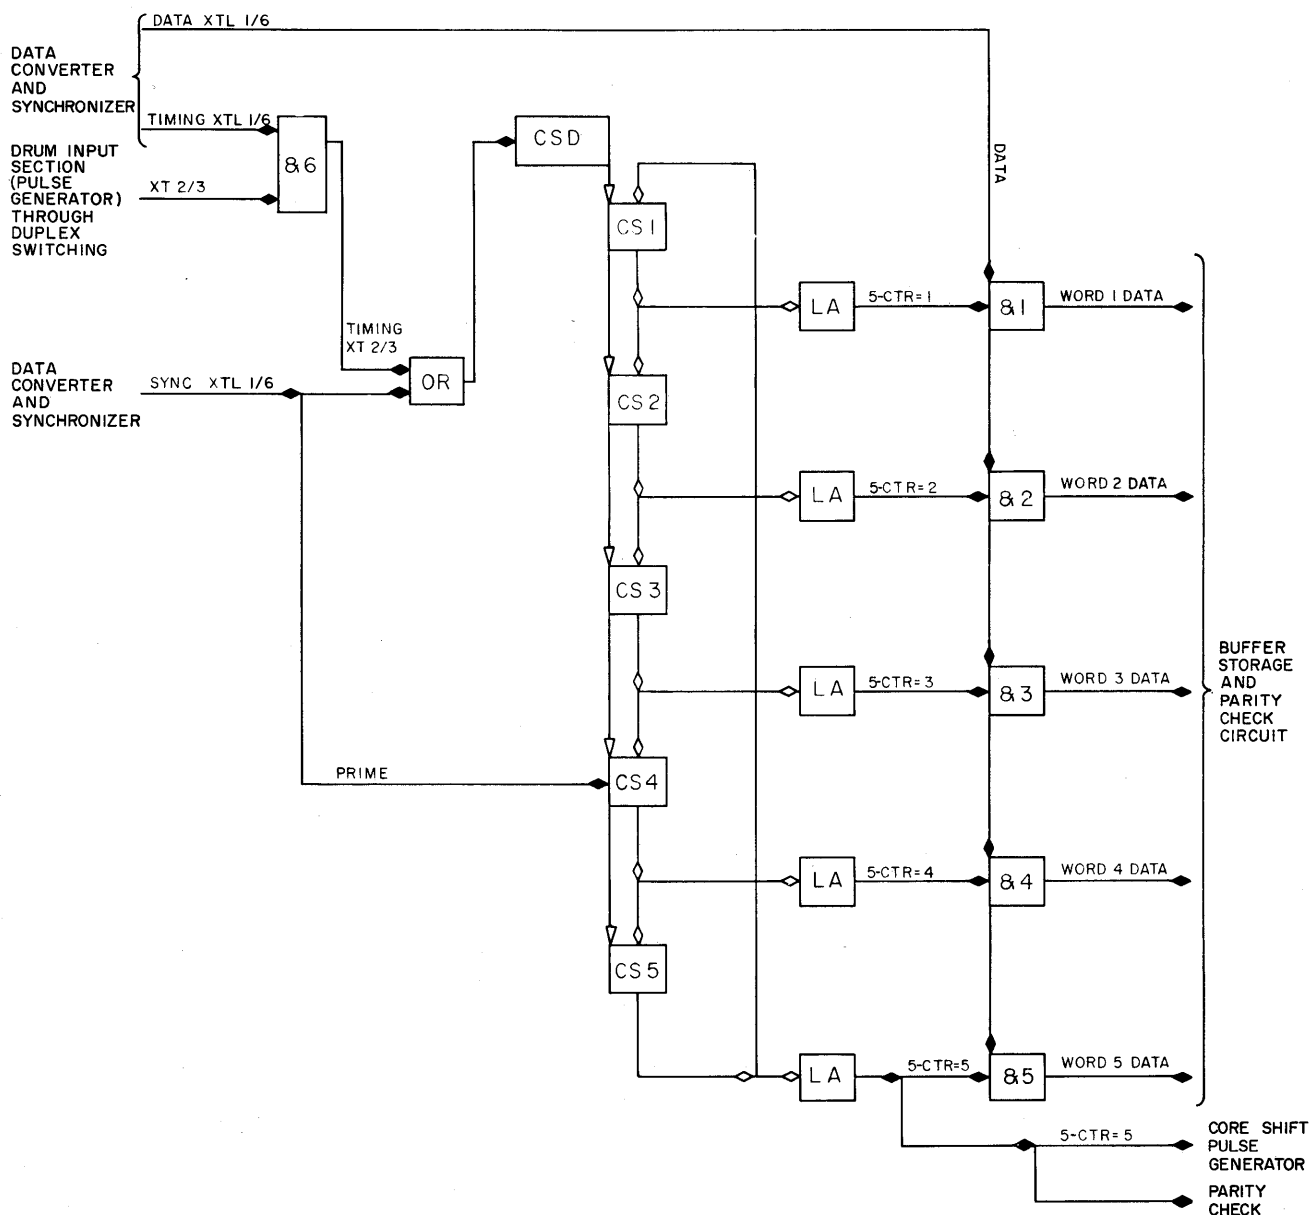 DATA XTL 1/6
DATA
CONVERTER
AND
SYNCHRONIZER
TIMING XTL 1/6
DRUM INPUT
SECTION
(PULSE
GENERATOR)
THROUGH
DUPLEX
SWITCHING
XT 2/3
&6
CSD
DATA
CS1
LA
5-CTR=1
&1
WORD 1 DATA
TIMING
XT 2/3
DATA
CONVERTER
AND
SYNCHRONIZER
SYNC XTL 1/6
OR
CS2
LA
5-CTR=2
&2
WORD 2 DATA
CS3
LA
5-CTR=3
&3
WORD 3 DATA
BUFFER
STORAGE
AND
PARITY
CHECK
CIRCUIT
PRIME
CS4
LA
5-CTR=4
&4
WORD 4 DATA
CS5
LA
5-CTR=5
&5
WORD 5 DATA
5-CTR=5
CORE SHIFT
PULSE
GENERATOR
PARITY
CHECK